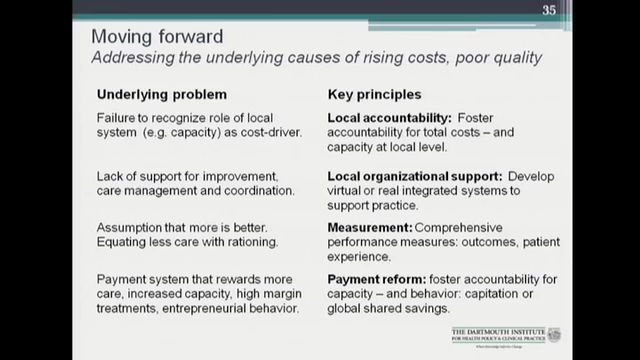 35
Moving forward
Addressing the underlying causes of rising costs, poor quality
Underlying problem
Failure to recognize role of local
system (e.g. capacity) as cost-driver.
Lack of support for improvement,
care management and coordination.
Assumption that more is better.
Equating less care with rationing.
Payment system that rewards more
care, increased capacity, high margin
treatments, entrepreneurial behavior.
Key principles
Local accountability: Foster
accountability for total costs – and
capacity at local level.
Local organizational support: Develop
virtual or real integrated systems to
support practice.
Measurement: Comprehensive
performance measures: outcomes, patient
experience.
Payment reform: foster accountability for
capacity – and behavior: capitation or
global shared savings.
THE DARTMOUTH INSTITUTE
FOR HEALTH POLICY & CLINICAL PRACTICE